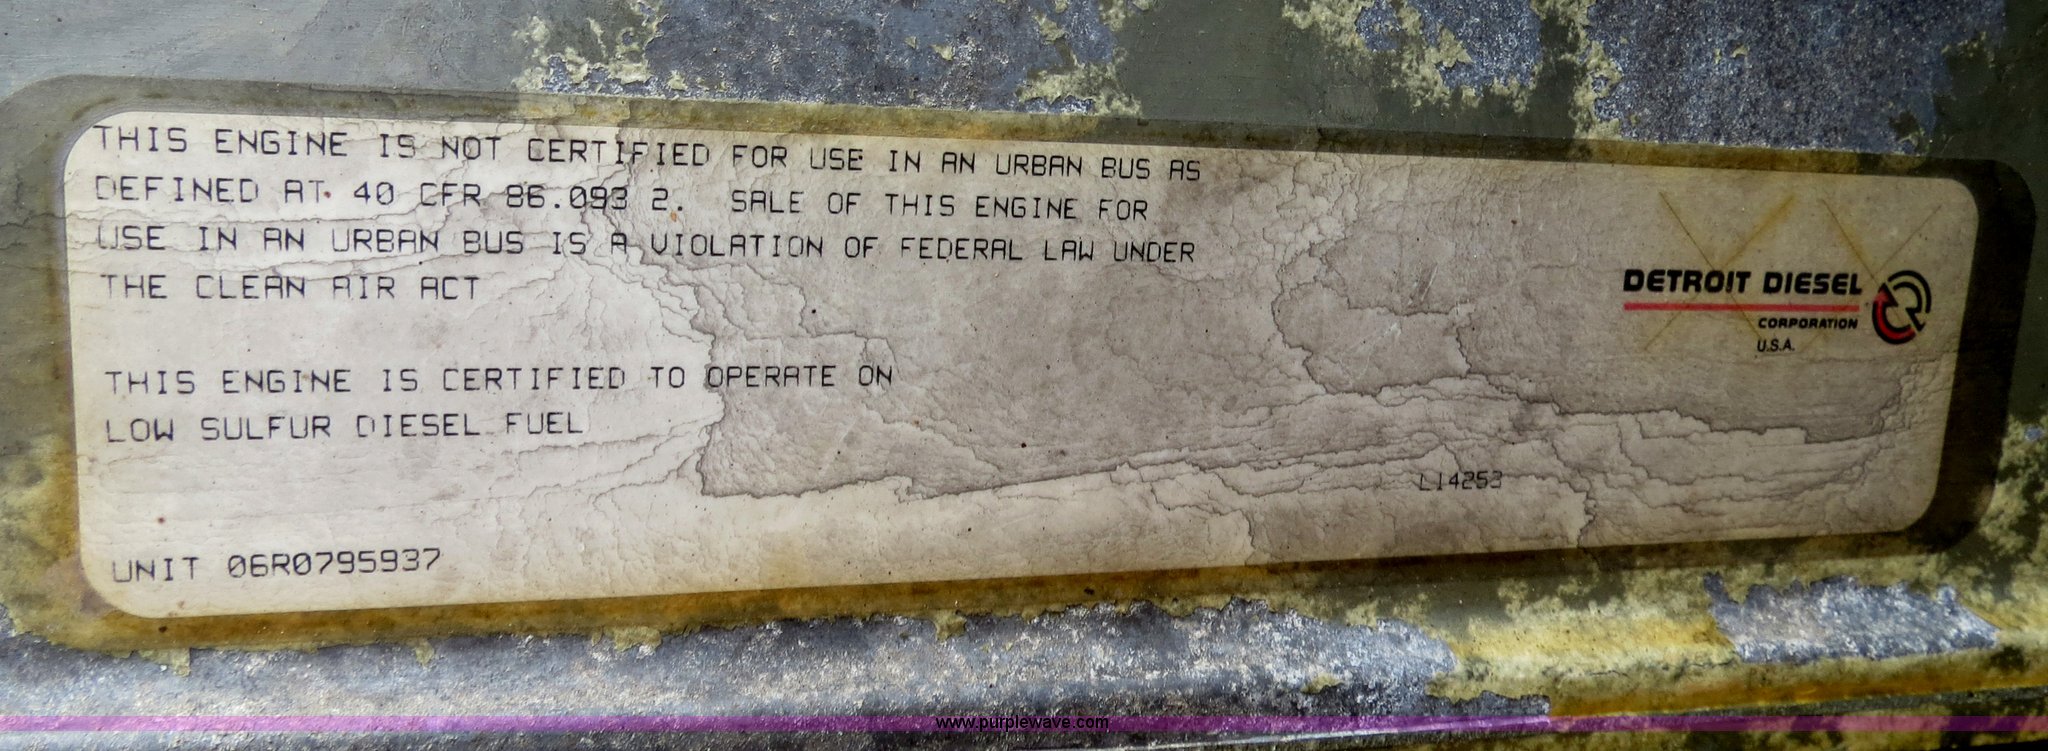 THIS ENGINE IS NOT CERTIFIED FOR USE IN AN URBAN BUS AS
DEFINED AT 40 CFR 86.093 2. SALE OF THIS ENGINE FOR
USE IN AN URBAN BUS IS A VIOLATION OF FEDERAL LAW UNDER
THE CLEAN AIR ACT
DETROIT DIESEL
CORPORATION
U.S.A.
THIS ENGINE IS CERTIFIED TO OPERATE ON
LOW SULFUR DIESEL FUEL
L14253
UNIT 06R0795937
www.purplewave.com